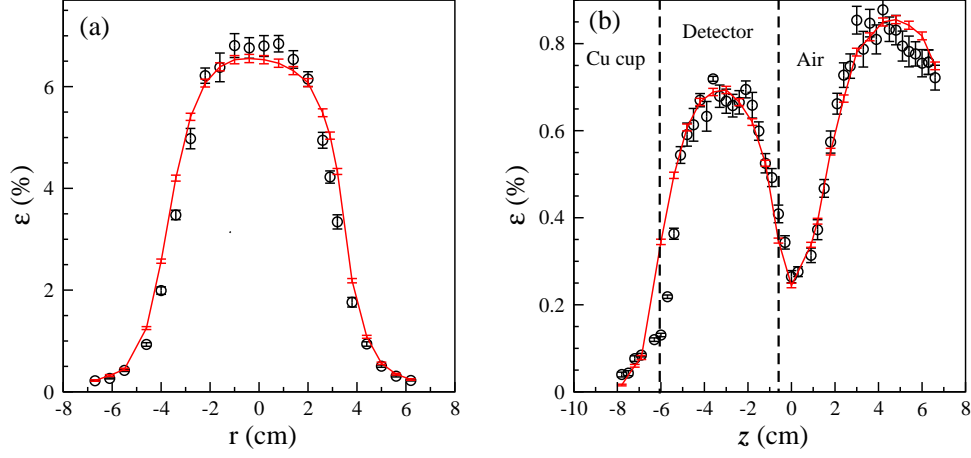 (a)
ε (%)
6
4
2
0
-8 -6 -4 -2 0 2 4 6 8
r (cm)
(b)
Cu cup
Detector
Air
ε (%)
0.8
0.6
0.4
0.2
0
-10 -8 -6 -4 -2 0 2 4 6 8
z (cm)